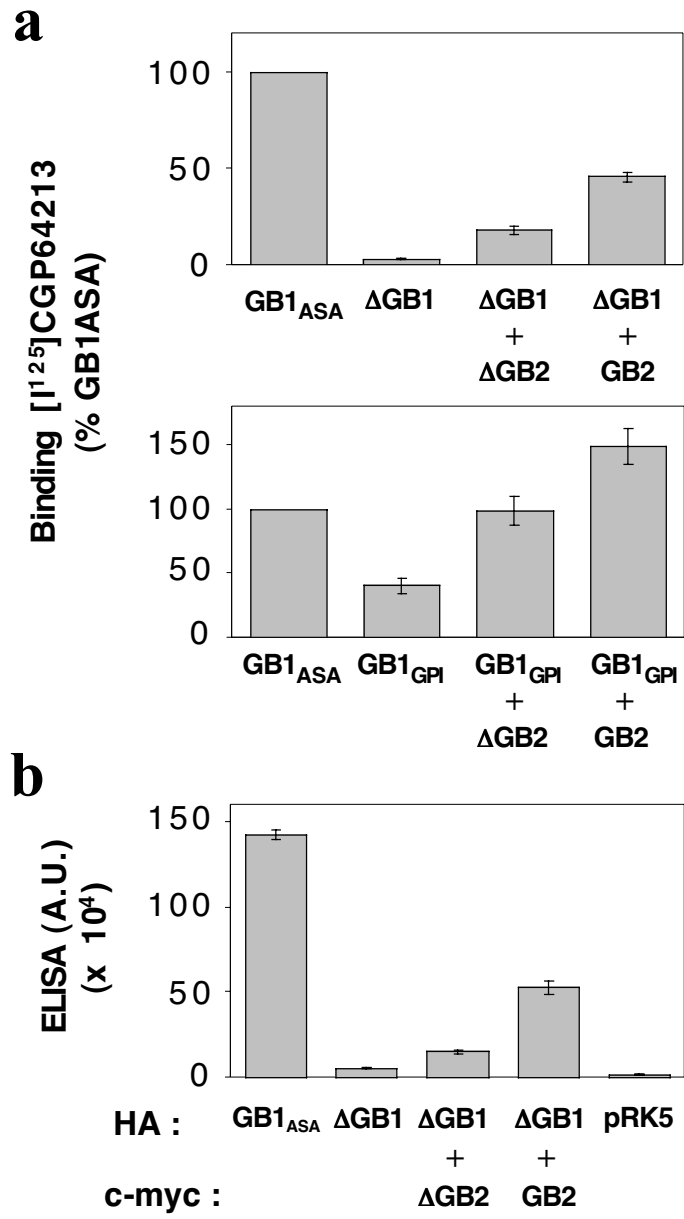 a
Binding [I¹²⁵]CGP64213
(% GB1ASA)
100
50
0
GB1ASA ΔGB1 ΔGB1 ΔGB1
+ +
ΔGB2 GB2
150
100
50
0
GB1ASA GB1GPI GB1GPI GB1GPI
+ +
ΔGB2 GB2
b
ELISA (A.U.)
(x 10⁴)
150
100
50
0
HA : GB1ASA ΔGB1 ΔGB1 ΔGB1 pRK5
+ +
c-myc : ΔGB2 GB2